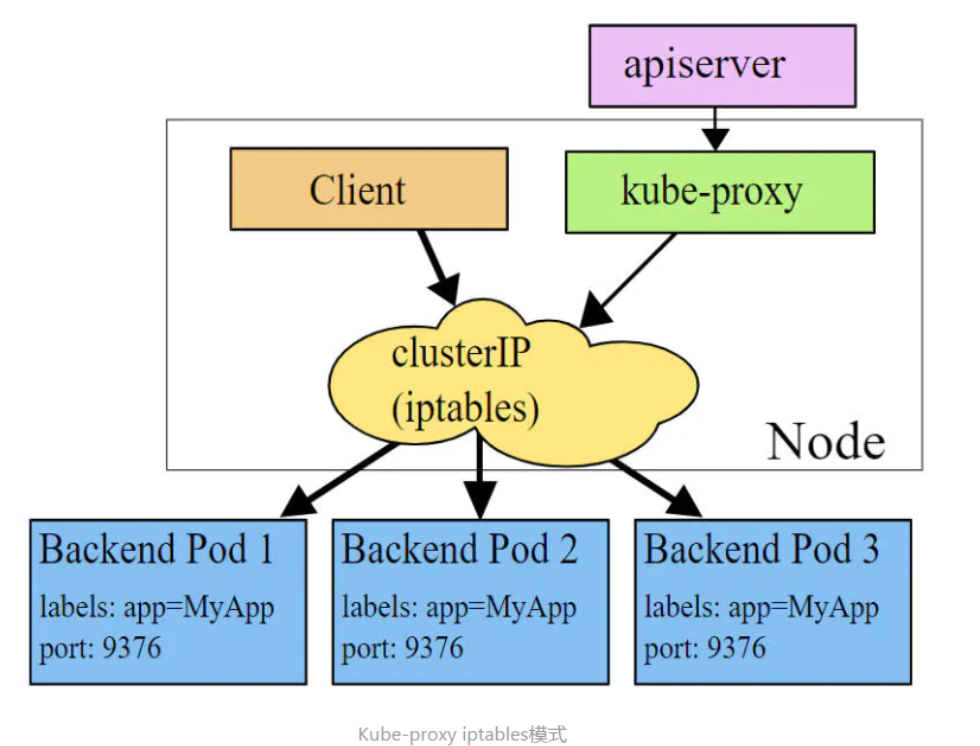 apiserver
Client
kube-proxy
clusterIP
(iptables)
Node
Backend Pod 1
labels: app=MyApp
port: 9376
Backend Pod 2
labels: app=MyApp
port: 9376
Backend Pod 3
labels: app=MyApp
port: 9376
Kube-proxy iptables模式